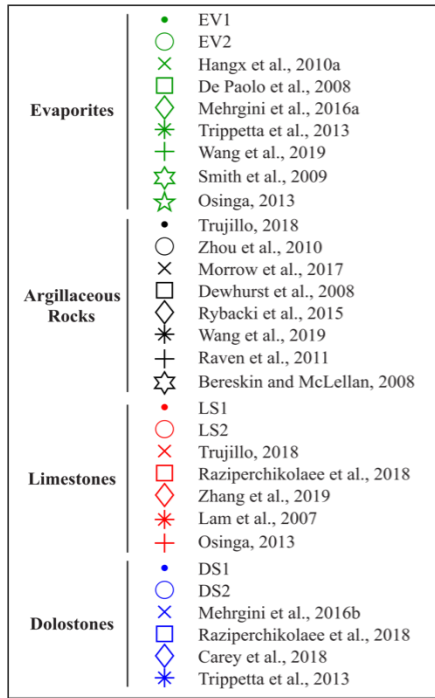 EV1
EV2
Hangx et al., 2010a
De Paolo et al., 2008
Evaporites
Mehrgini et al., 2016a
Trippetta et al., 2013
Wang et al., 2019
Smith et al., 2009
Osinga, 2013
Trujillo, 2018
Zhou et al., 2010
Morrow et al., 2017
Argillaceous
Rocks
Dewhurst et al., 2008
Rybacki et al., 2015
Wang et al., 2019
Raven et al., 2011
Bereskin and McLellan, 2008
LS1
LS2
Trujillo, 2018
Limestones
Raziperchikolaee et al., 2018
Zhang et al., 2019
Lam et al., 2007
Osinga, 2013
DS1
DS2
Mehrgini et al., 2016b
Dolostones
Raziperchikolaee et al., 2018
Carey et al., 2018
Trippetta et al., 2013